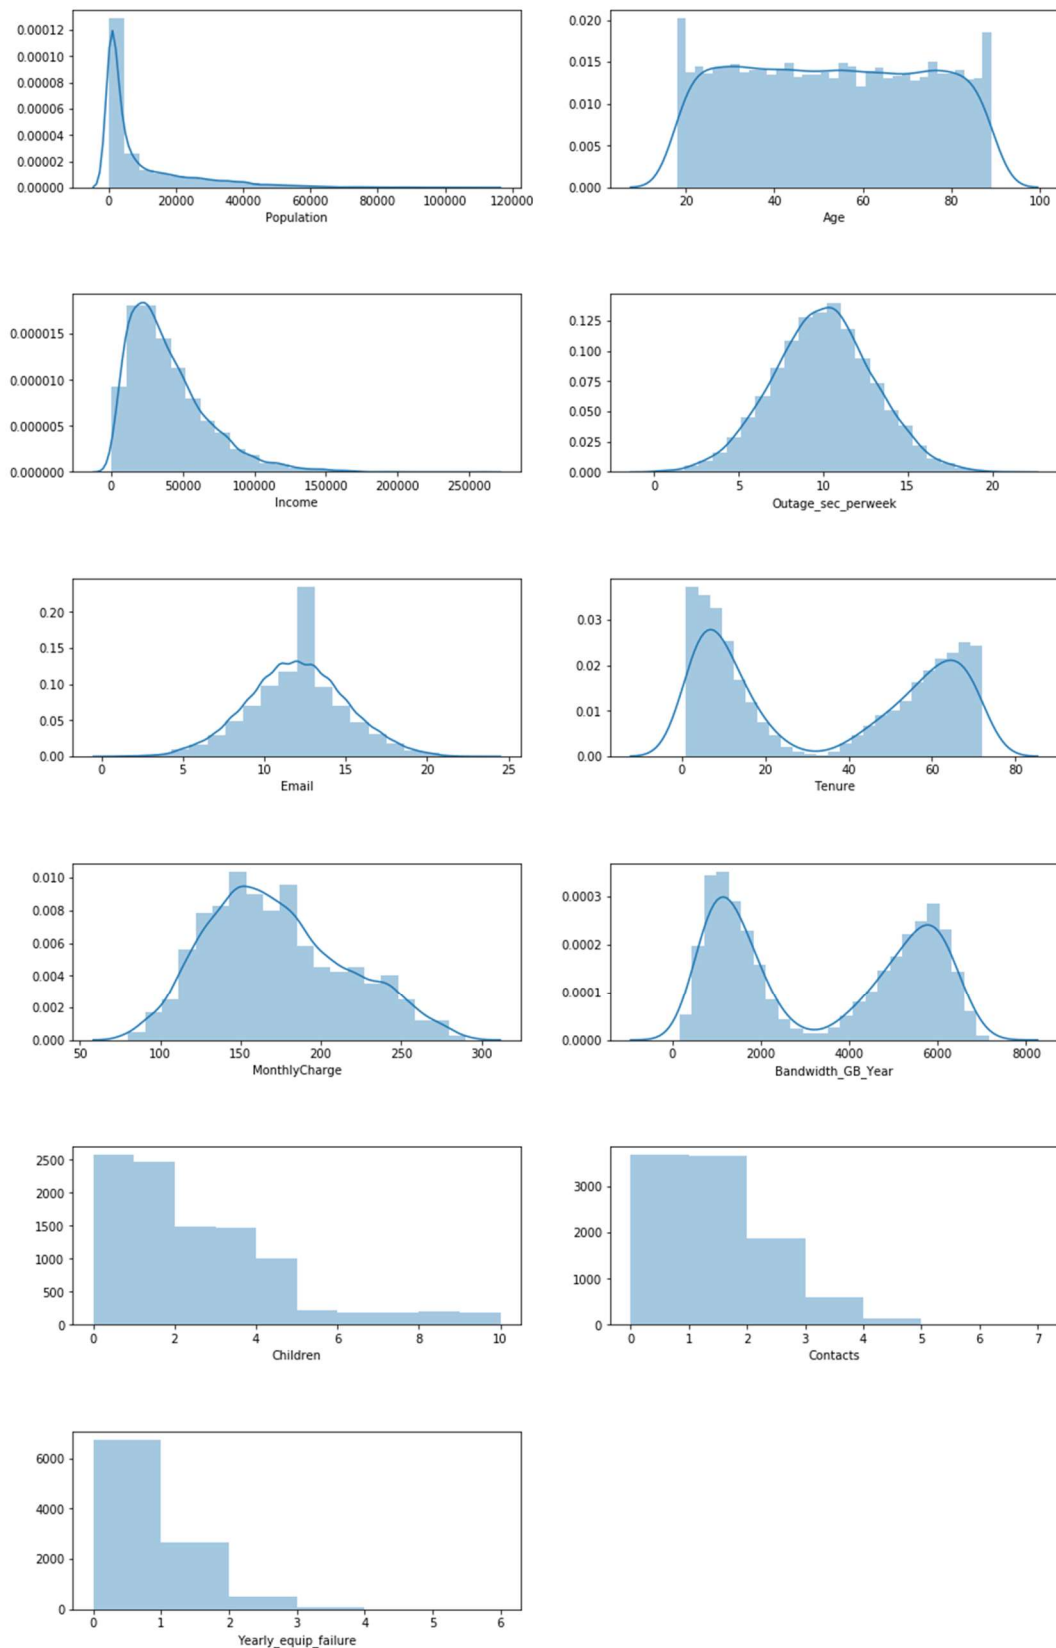 0.00012
0.00010
0.00008
0.00006
0.00004
0.00002
0.00000
0 20000 40000 60000 80000 100000 120000
Population
0.020
0.015
0.010
0.005
0.000
20 40 60 80 100
Age
0.000015
0.000010
0.000005
0.000000
0 50000 100000 150000 200000 250000
Income
0.125
0.100
0.075
0.050
0.025
0.000
0 5 10 15 20
Outage_sec_perweek
0.20
0.15
0.10
0.05
0.00
0 5 10 15 20 25
Email
0.03
0.02
0.01
0.00
0 20 40 60 80
Tenure
0.010
0.008
0.006
0.004
0.002
0.000
50 100 150 200 250 300
MonthlyCharge
0.0003
0.0002
0.0001
0.0000
0 2000 4000 6000 8000
Bandwidth_GB_Year
2500
2000
1500
1000
500
0
0 2 4 6 8 10
Children
3000
2000
1000
0
0 1 2 3 4 5 6 7
Contacts
6000
4000
2000
0
0 1 2 3 4 5 6
Yearly_equip_failure